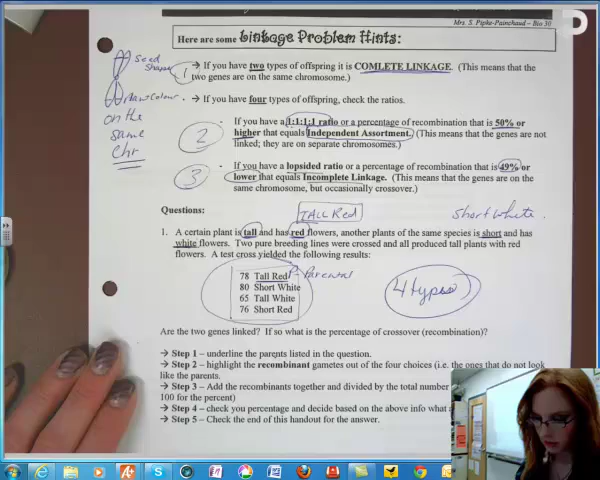 Mrs. S. Pipke-Painchaud - Bio 30
Here are some Linkage Problem Hints:
seed
Shape
→ If you have two types of offspring it is COMLETE LINKAGE. (This means that the
two genes are on the same chromosome.)
1
→ If you have four types of offspring, check the ratios.
Colour
on the
same
Chr
2
- If you have a 1:1:1:1 ratio or a percentage of recombination that is 50% or
higher that equals Independent Assortment. (This means that the genes are not
linked; they are on separate chromosomes.)
3
- If you have a lopsided ratio or a percentage of recombination that is 49% or
lower that equals Incomplete Linkage. (This means that the genes are on the
same chromosome, but occasionally crossover.)
Questions:
TALL Red
Short white
1. A certain plant is tall and has red flowers, another plants of the same species is short and has
white flowers. Two pure breeding lines were crossed and all produced tall plants with red
flowers. A test cross yielded the following results:
78 Tall Red P-Parental
80 Short White
65 Tall White
76 Short Red
4 types
Are the two genes linked? If so what is the percentage of crossover (recombination)?
→ Step 1 – underline the parents listed in the question.
→ Step 2 – highlight the recombinant gametes out of the four choices (i.e. the ones that do not look
like the parents.
→ Step 3 – Add the recombinants together and divided by the total number
100 for the percent)
→ Step 4 – check you percentage and decide based on the above info what
→ Step 5 – Check the end of this handout for the answer.